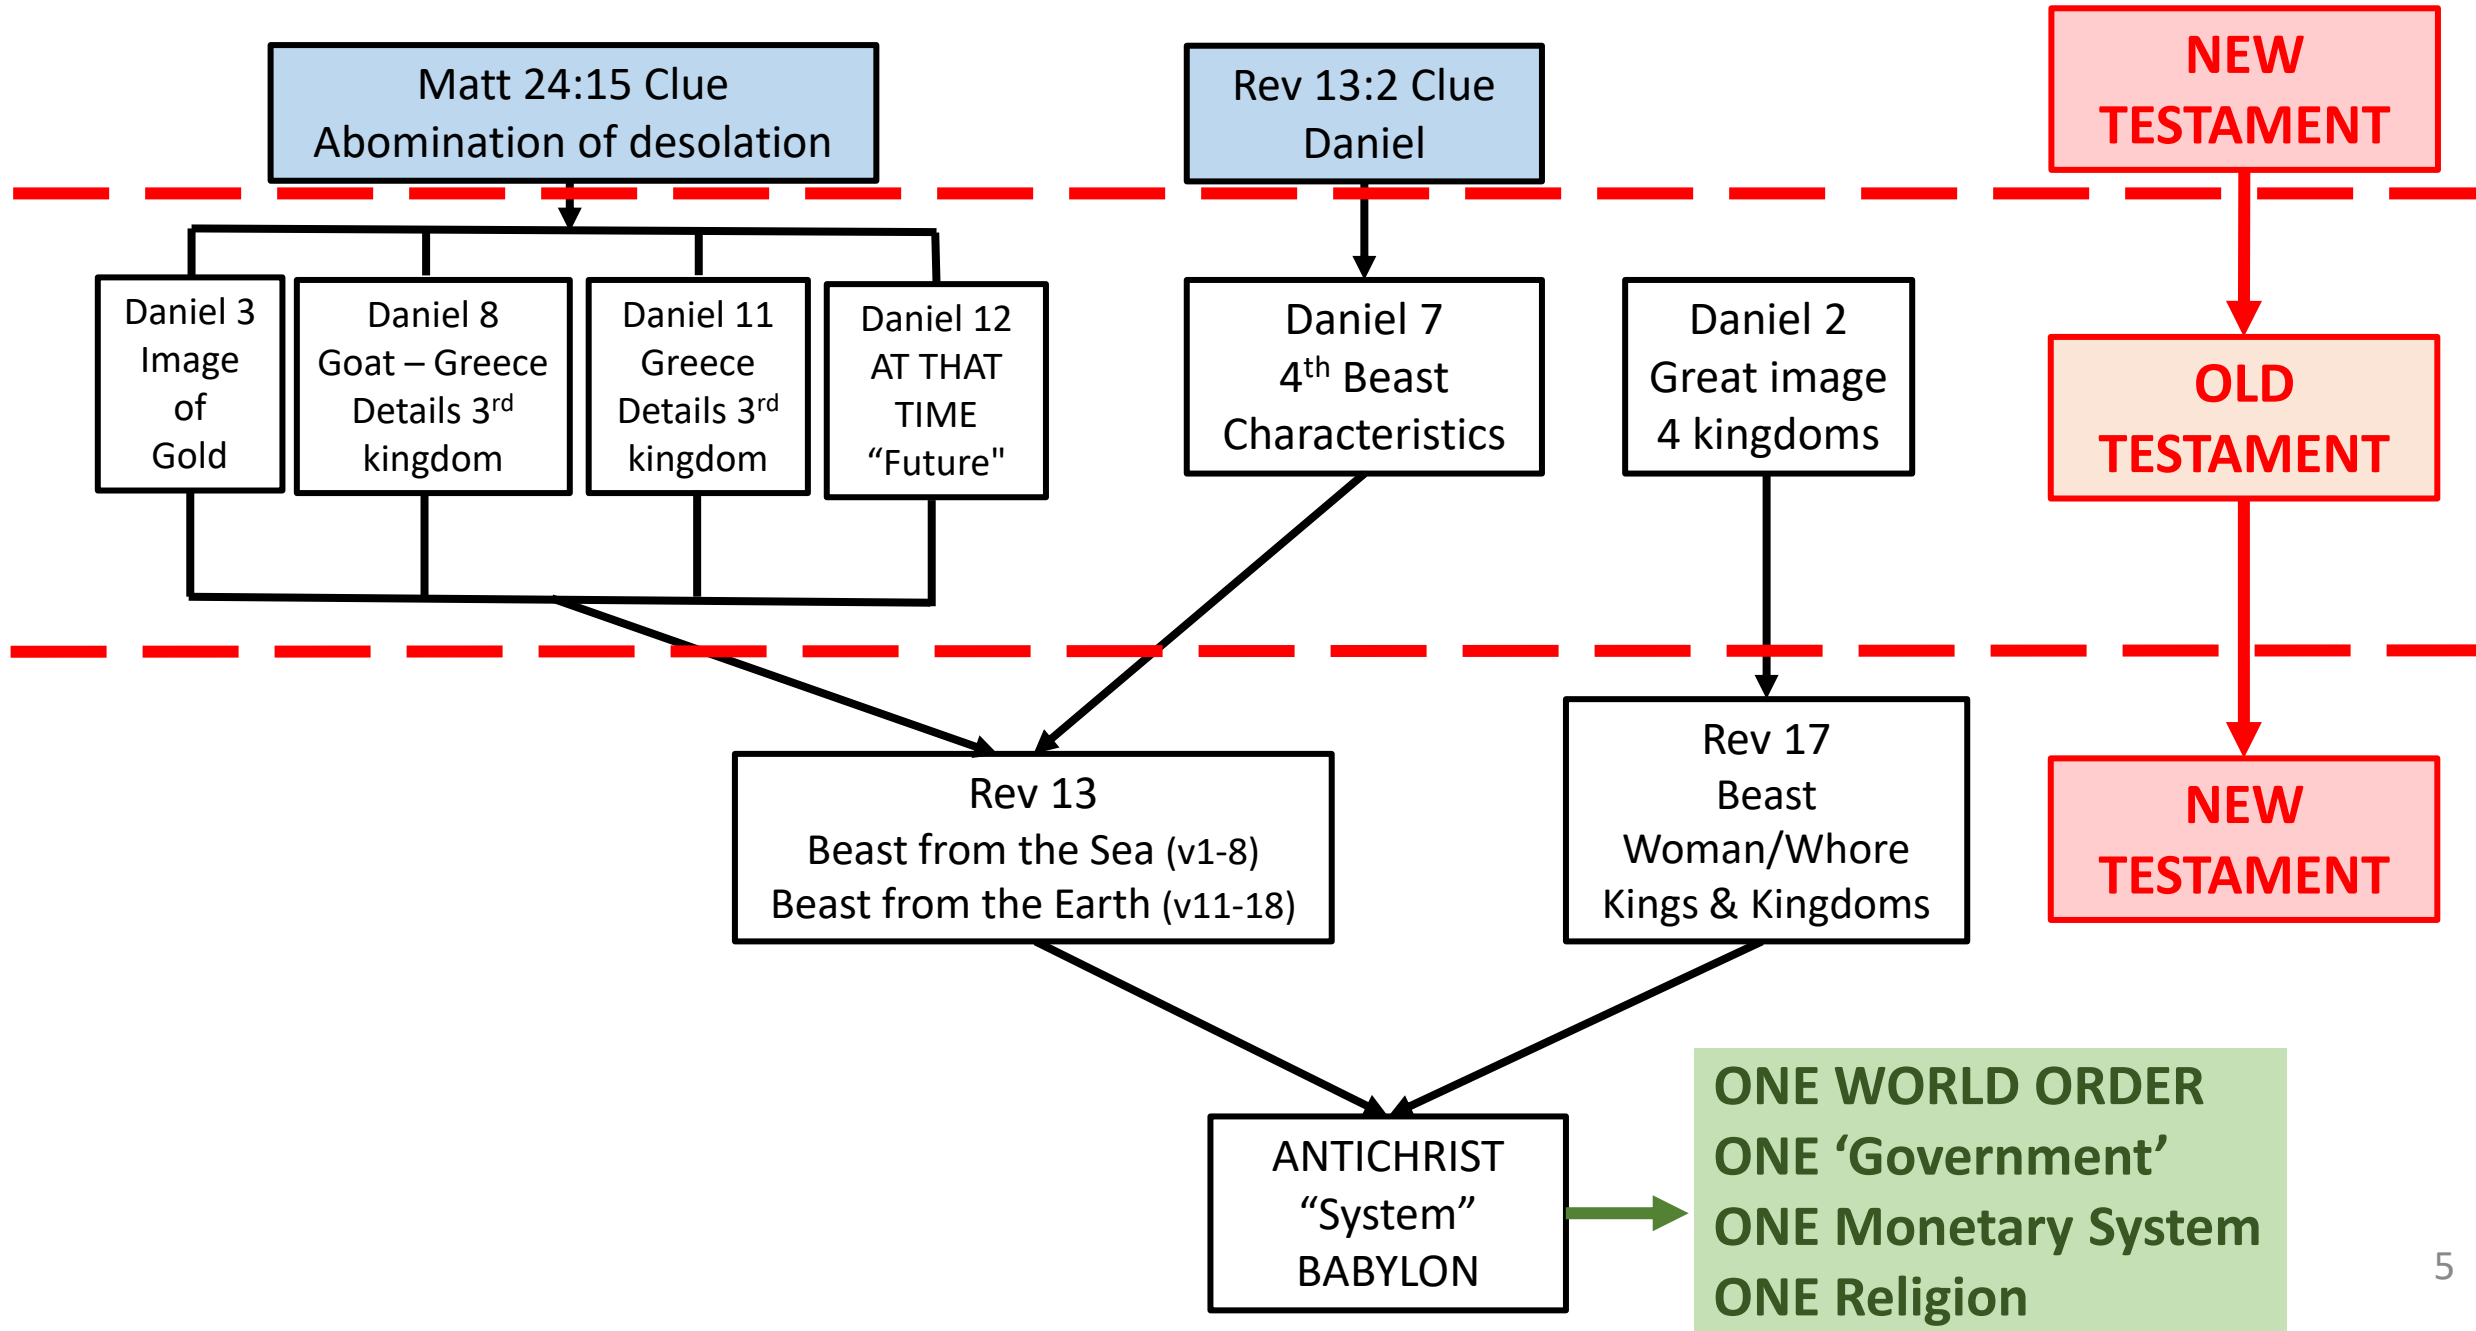 Matt 24:15 Clue
Abomination of desolation
Rev 13:2 Clue
Daniel
NEW
TESTAMENT
Daniel 3
Image
of
Gold
Daniel 8
Goat – Greece
Details 3rd
kingdom
Daniel 11
Greece
Details 3rd
kingdom
Daniel 12
AT THAT
TIME
“Future"
Daniel 7
4th Beast
Characteristics
Daniel 2
Great image
4 kingdoms
OLD
TESTAMENT
Rev 13
Beast from the Sea (v1-8)
Beast from the Earth (v11-18)
Rev 17
Beast
Woman/Whore
Kings & Kingdoms
NEW
TESTAMENT
ANTICHRIST
“System”
BABYLON
ONE WORLD ORDER
ONE ‘Government’
ONE Monetary System
ONE Religion
5